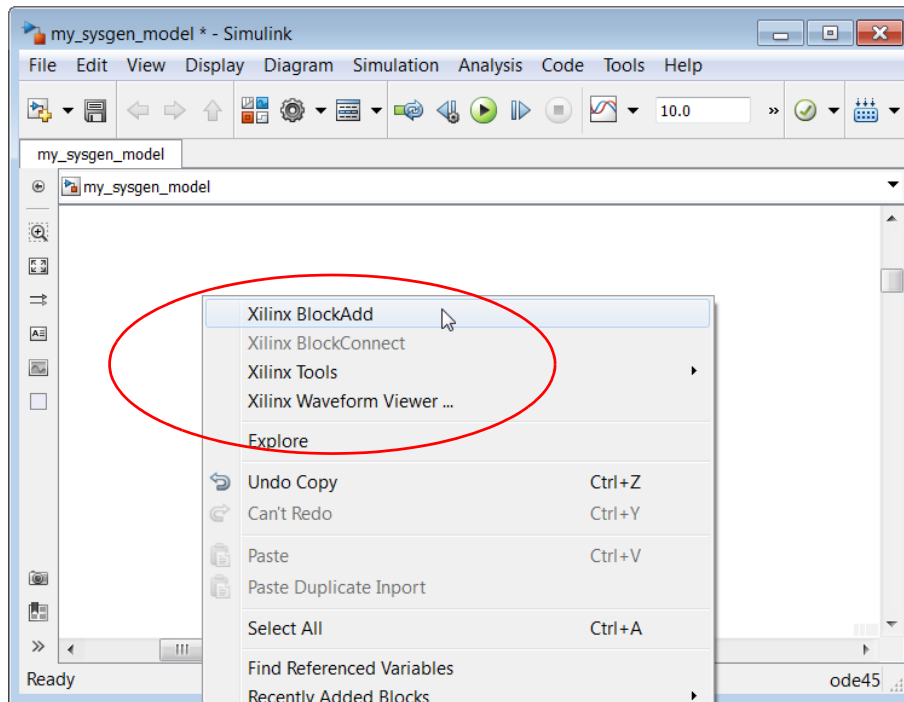 my_sysgen_model * - Simulink
File Edit View Display Diagram Simulation Analysis Code Tools Help
10.0 »
my_sysgen_model
my_sysgen_model
Xilinx BlockAdd
Xilinx BlockConnect
Xilinx Tools
Xilinx Waveform Viewer ...
Explore
Undo Copy Ctrl+Z
Can't Redo Ctrl+Y
Paste Ctrl+V
Paste Duplicate Inport
Select All Ctrl+A
Find Referenced Variables
Recently Added Blocks
Ready ode45